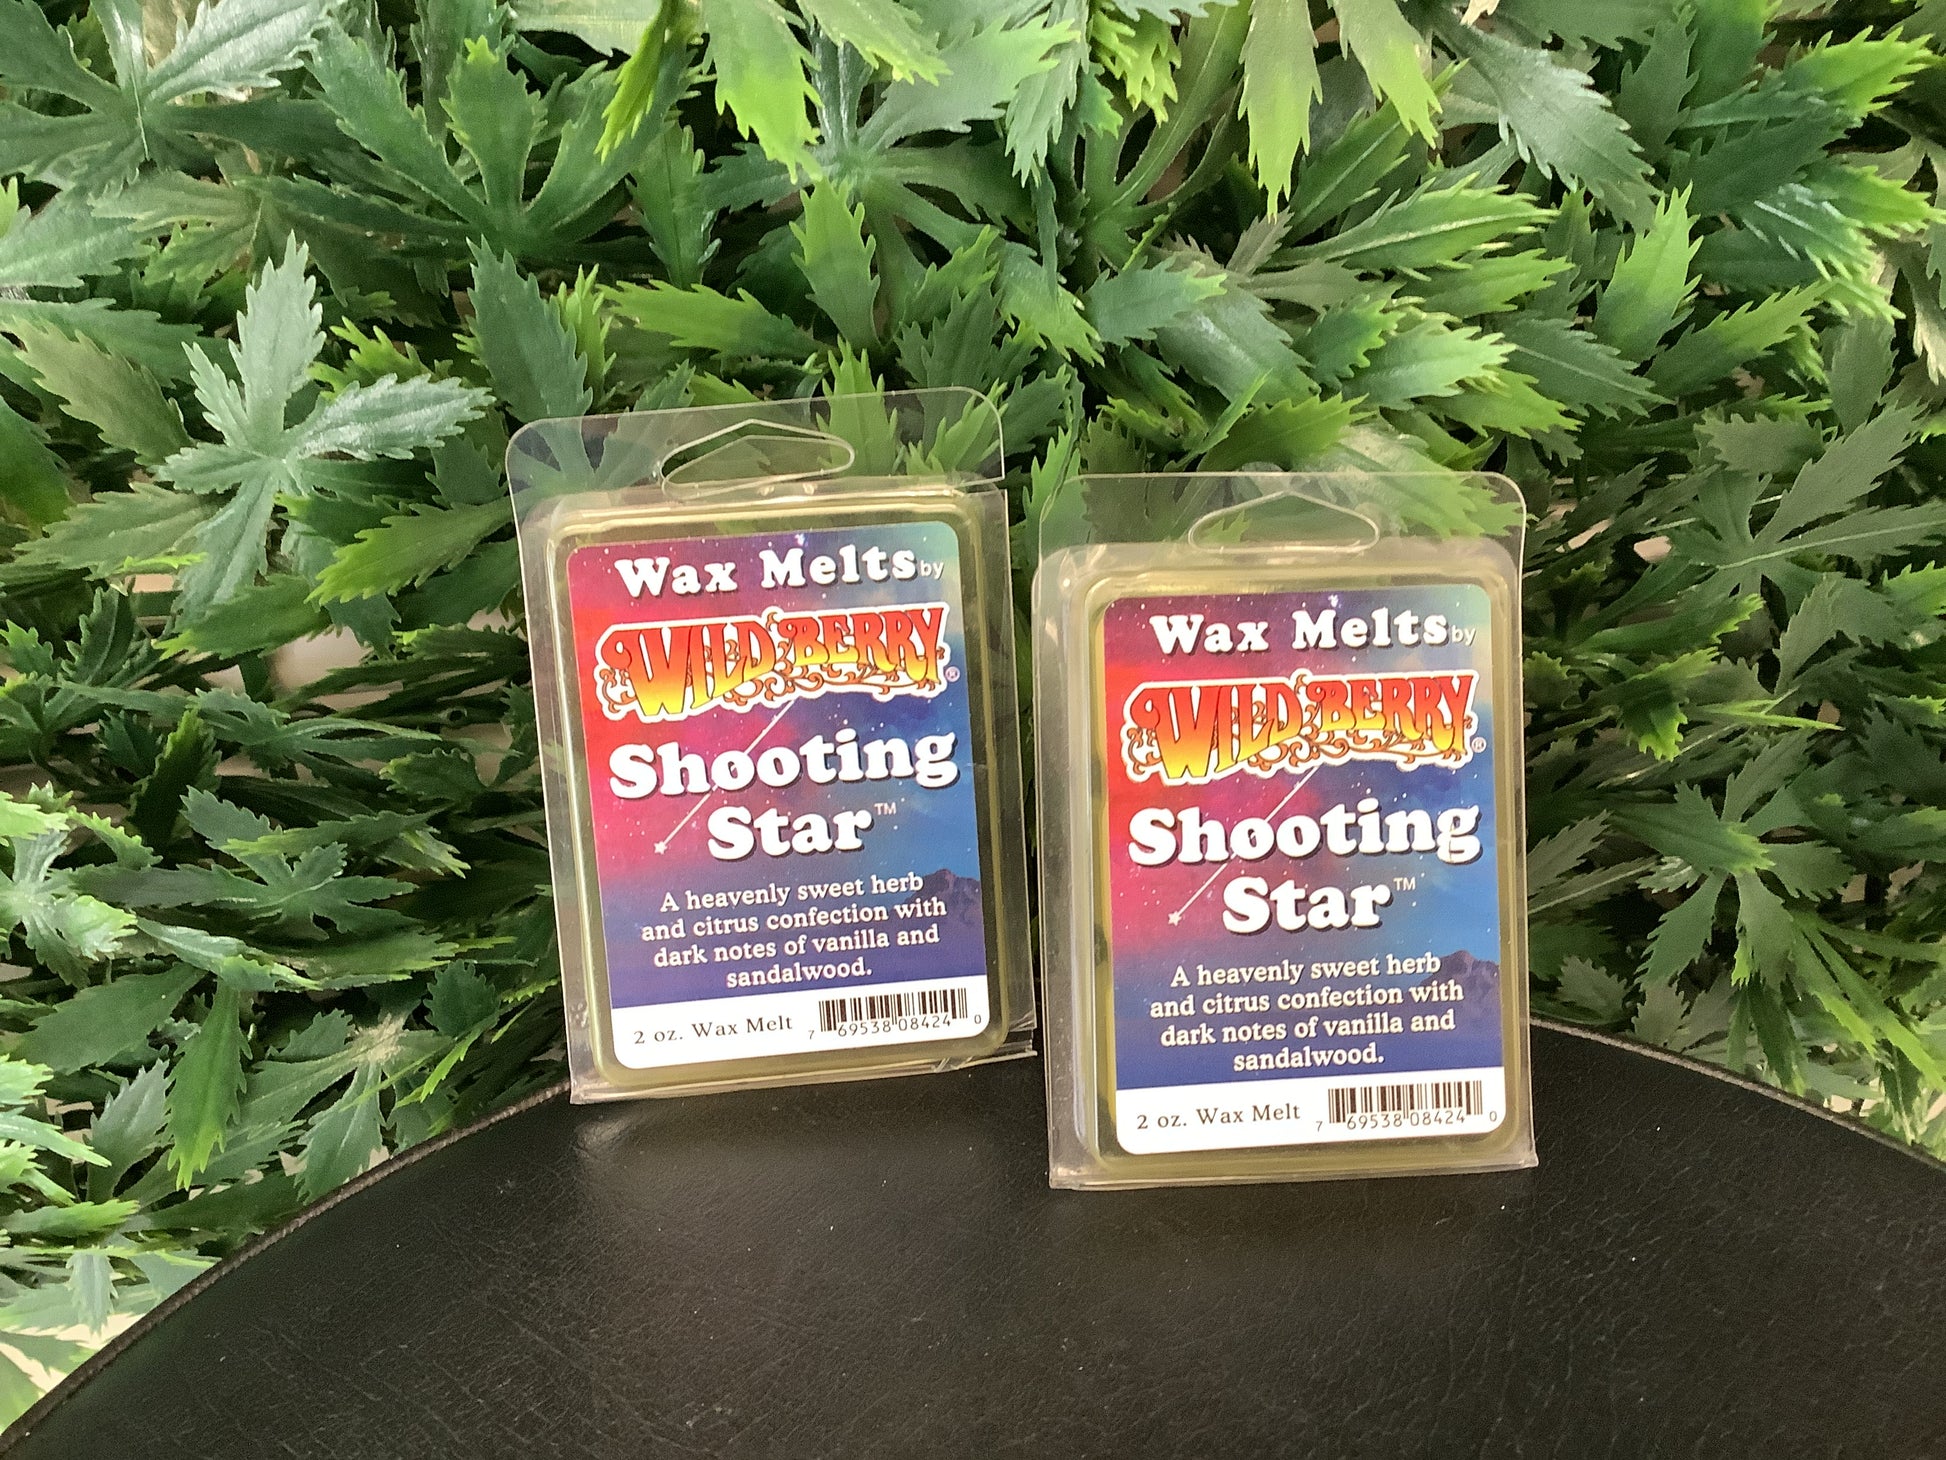 Wax Melts by
WILD BERRY®
Shooting
Star™
A heavenly sweet herb
and citrus confection with
dark notes of vanilla and
sandalwood.
2 oz. Wax Melt
7 69538 08424 0
Wax Melts by
WILD BERRY®
Shooting
Star™
A heavenly sweet herb
and citrus confection with
dark notes of vanilla and
sandalwood.
2 oz. Wax Melt
7 69538 08424 0